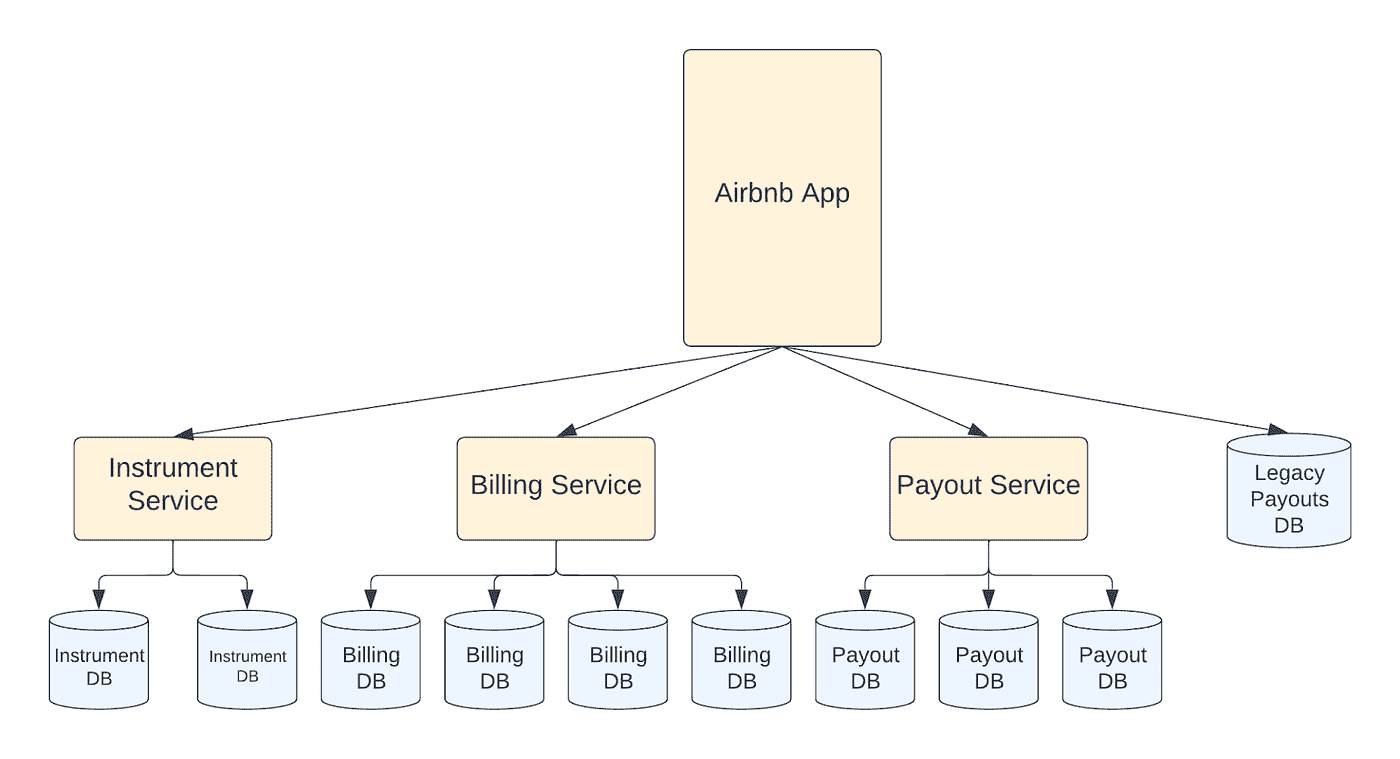 Airbnb App
Instrument
Service
Billing Service
Payout Service
Legacy
Payouts
DB
Instrument
DB
Instrument
DB
Billing
DB
Billing
DB
Billing
DB
Billing
DB
Payout
DB
Payout
DB
Payout
DB